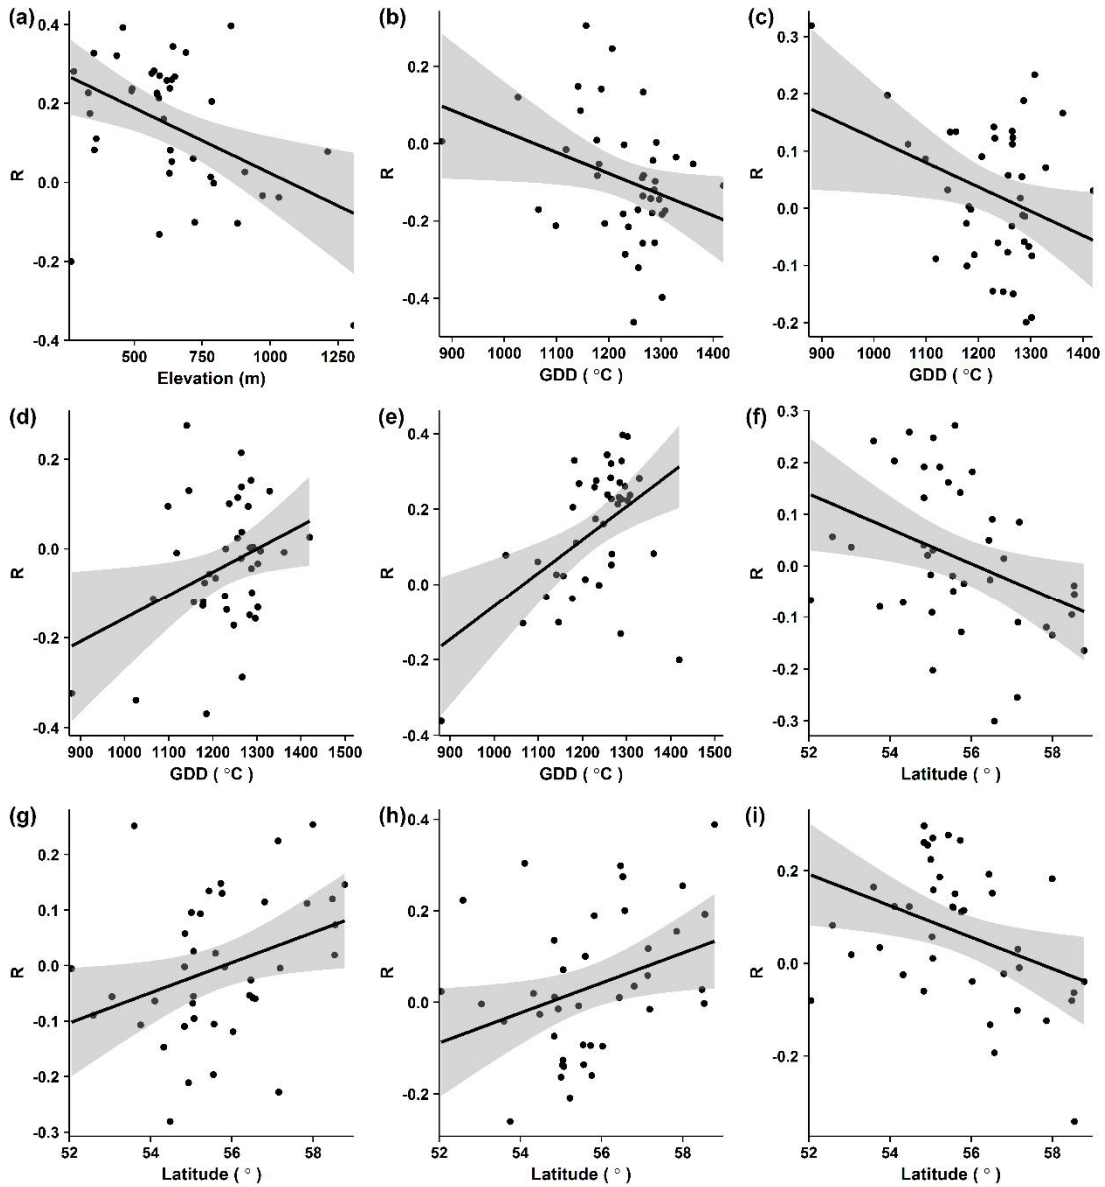 (a) (b) (c)
0.4
0.2
0.0
-0.2
-0.4
R
500 750 1000 1250
Elevation (m)
0.2
0.0
-0.2
-0.4
R
900 1000 1100 1200 1300 1400
GDD ( °C)
0.3
0.2
0.1
0.0
-0.1
-0.2
R
900 1000 1100 1200 1300 1400
GDD ( °C)
(d) (e) (f)
0.2
0.0
-0.2
-0.4
R
900 1000 1100 1200 1300 1400 1500
GDD ( °C)
0.4
0.2
0.0
-0.2
-0.4
R
900 1000 1100 1200 1300 1400 1500
GDD ( °C)
0.3
0.2
0.1
0.0
-0.1
-0.2
-0.3
R
52 54 56 58
Latitude ( °)
(g) (h) (i)
0.2
0.1
0.0
-0.1
-0.2
-0.3
R
52 54 56 58
Latitude ( °)
0.4
0.2
0.0
-0.2
R
52 54 56 58
Latitude ( °)
0.2
0.0
-0.2
R
52 54 56 58
Latitude ( °)